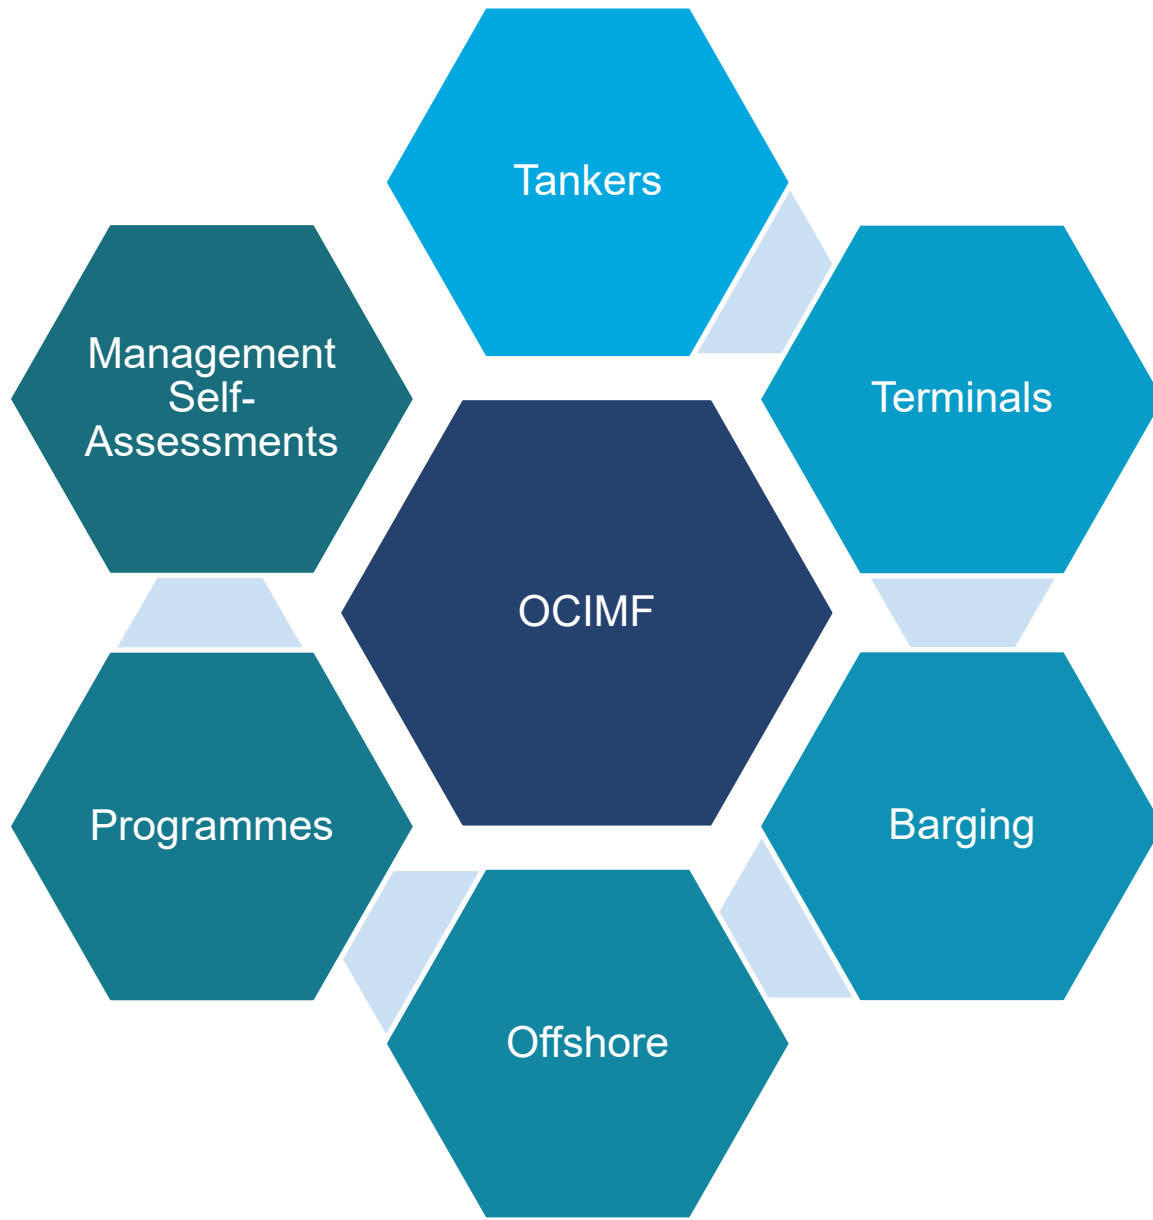 Tankers
Terminals
Management
Self-
Assessments
OCIMF
Programmes
Barging
Offshore